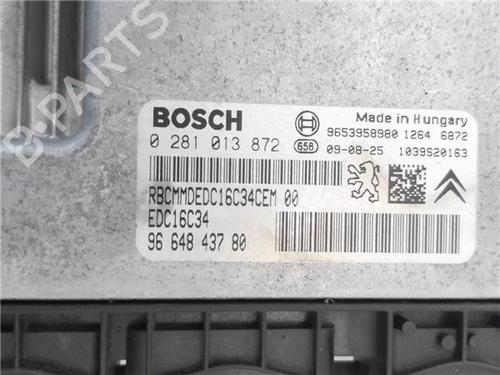 B-PARTS
BOSCH
Made in Hungary
9653958980 1264 6872
0 281 013 872
658 09-08-25 1039S20163
RBCMMDEDC16C34CEM 00
EDC16C34
96 648 437 80